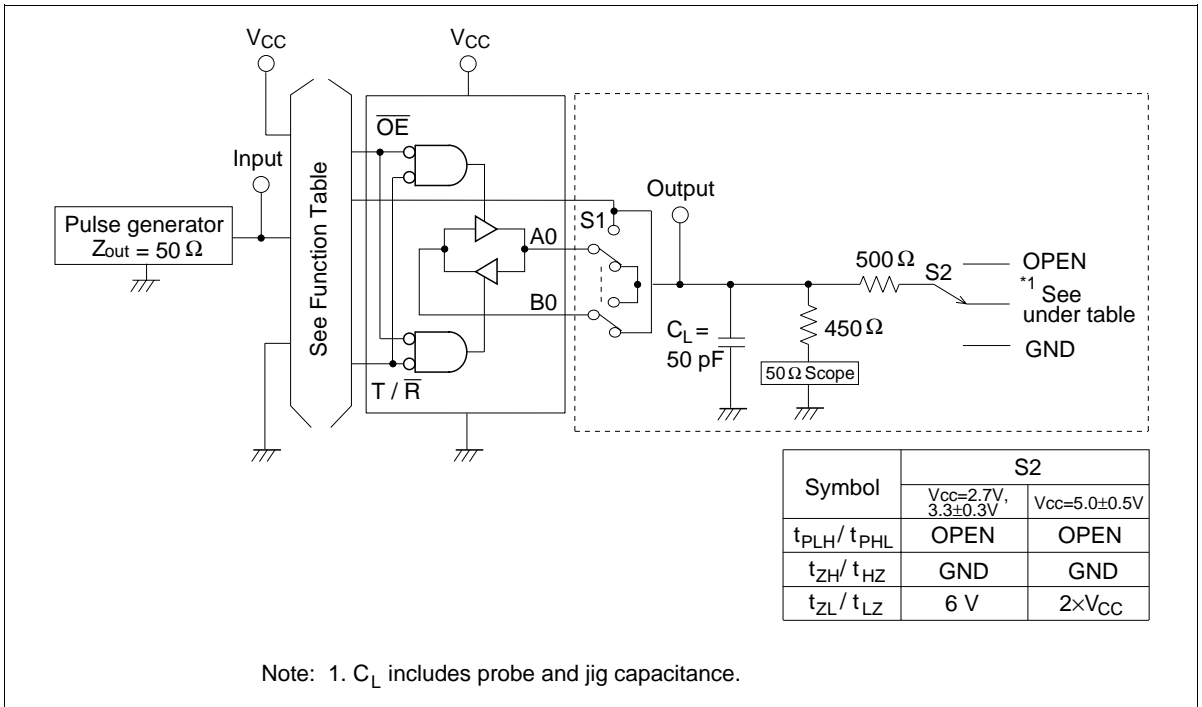 VCC
VCC
Input
Pulse generator
Zout = 50 Ω
See Function Table
OE
T / R
A0
B0
S1
Output
CL =
50 pF
500 Ω
450 Ω
50 Ω Scope
S2
OPEN
*1 See
under table
GND
Symbol
S2
Vcc=2.7V,
3.3±0.3V
Vcc=5.0±0.5V
tPLH / tPHL OPEN OPEN
tZH / tHZ GND GND
tZL / tLZ 6 V 2×VCC
Note: 1. CL includes probe and jig capacitance.